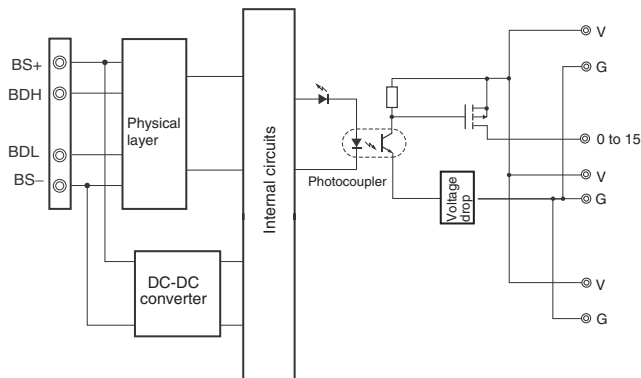 BS+
BDH
BDL
BS−
Physical
layer
DC-DC
converter
Internal circuits
Photocoupler
Voltage
drop
V
G
0 to 15
V
G
V
G